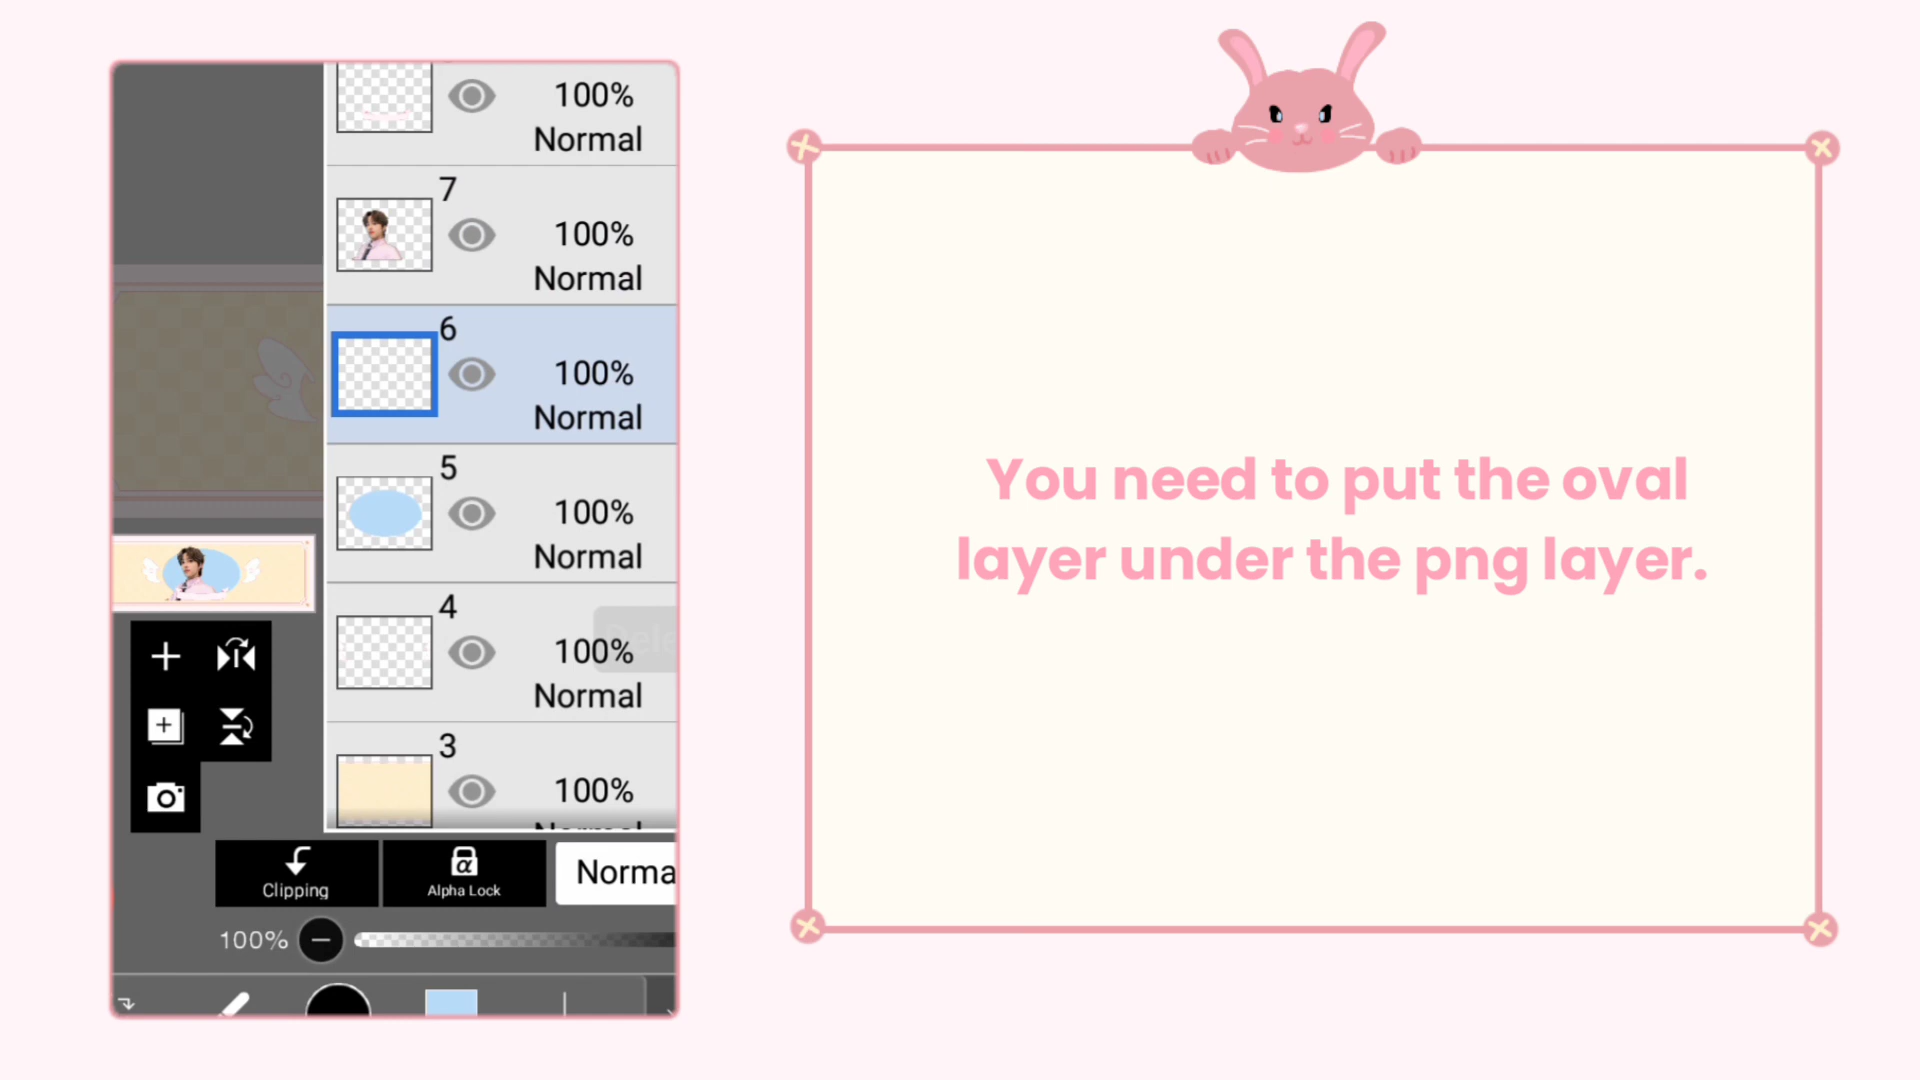 100%
Normal
7
100%
Normal
6
100%
Normal
5
100%
Normal
4
100%
Normal
3
100%
Clipping
Alpha Lock
Norma
100%
You need to put the oval
layer under the png layer.